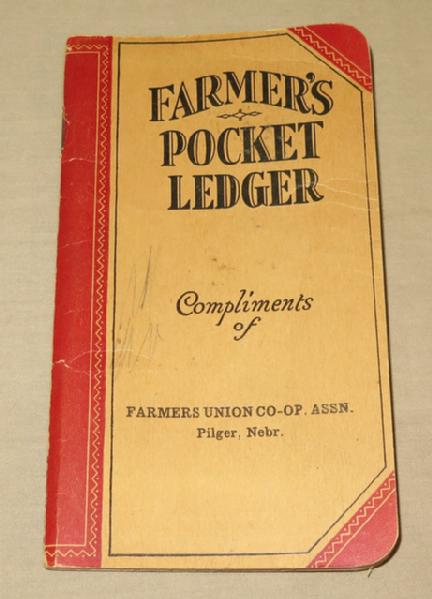 FARMER'S
POCKET
LEDGER
Compliments
of
FARMERS UNION CO-OP. ASSN.
Pilger, Nebr.